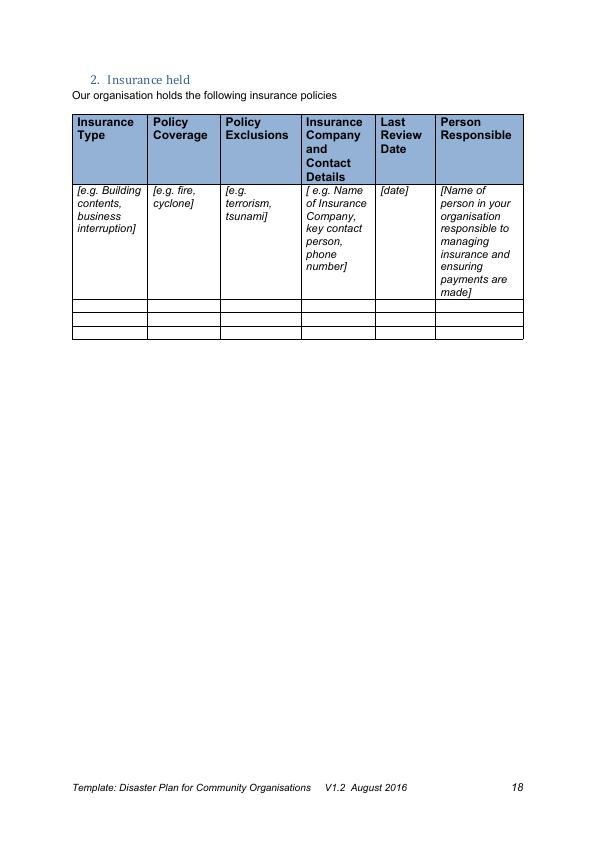 2. Insurance held
Our organisation holds the following insurance policies
Insurance Type
Policy Coverage
Policy Exclusions
Insurance Company and Contact Details
Last Review Date
Person Responsible
[e.g. Building contents, business interruption]
[e.g. fire, cyclone]
[e.g. terrorism, tsunami]
[ e.g. Name of Insurance Company, key contact person, phone number]
[date]
[Name of person in your organisation responsible to managing insurance and ensuring payments are made]
Template: Disaster Plan for Community Organisations V1.2 August 2016 18